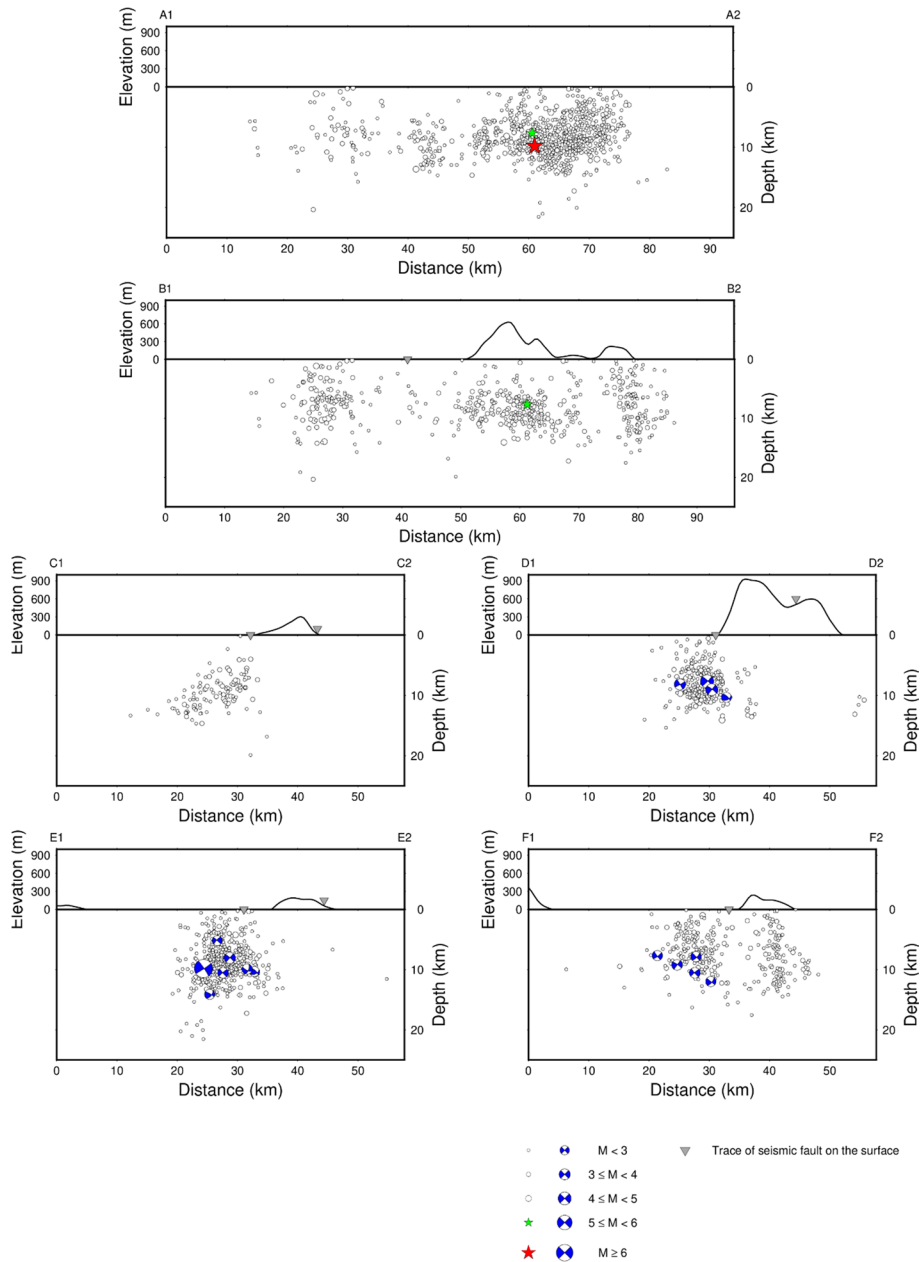 A1 A2
Elevation (m)
900
600
300
0
0
10
20
Depth (km)
0 10 20 30 40 50 60 70 80 90
Distance (km)
B1 B2
Elevation (m)
900
600
300
0
0
10
20
Depth (km)
0 10 20 30 40 50 60 70 80 90
Distance (km)
C1 C2
Elevation (m)
900
600
300
0
0
10
20
Depth (km)
0 10 20 30 40 50
Distance (km)
D1 D2
Elevation (m)
900
600
300
0
0
10
20
Depth (km)
0 10 20 30 40 50
Distance (km)
E1 E2
Elevation (m)
900
600
300
0
0
10
20
Depth (km)
0 10 20 30 40 50
Distance (km)
F1 F2
Elevation (m)
900
600
300
0
0
10
20
Depth (km)
0 10 20 30 40 50
Distance (km)
M < 3 Trace of seismic fault on the surface
3 ≤ M < 4
4 ≤ M < 5
5 ≤ M < 6
M ≥ 6